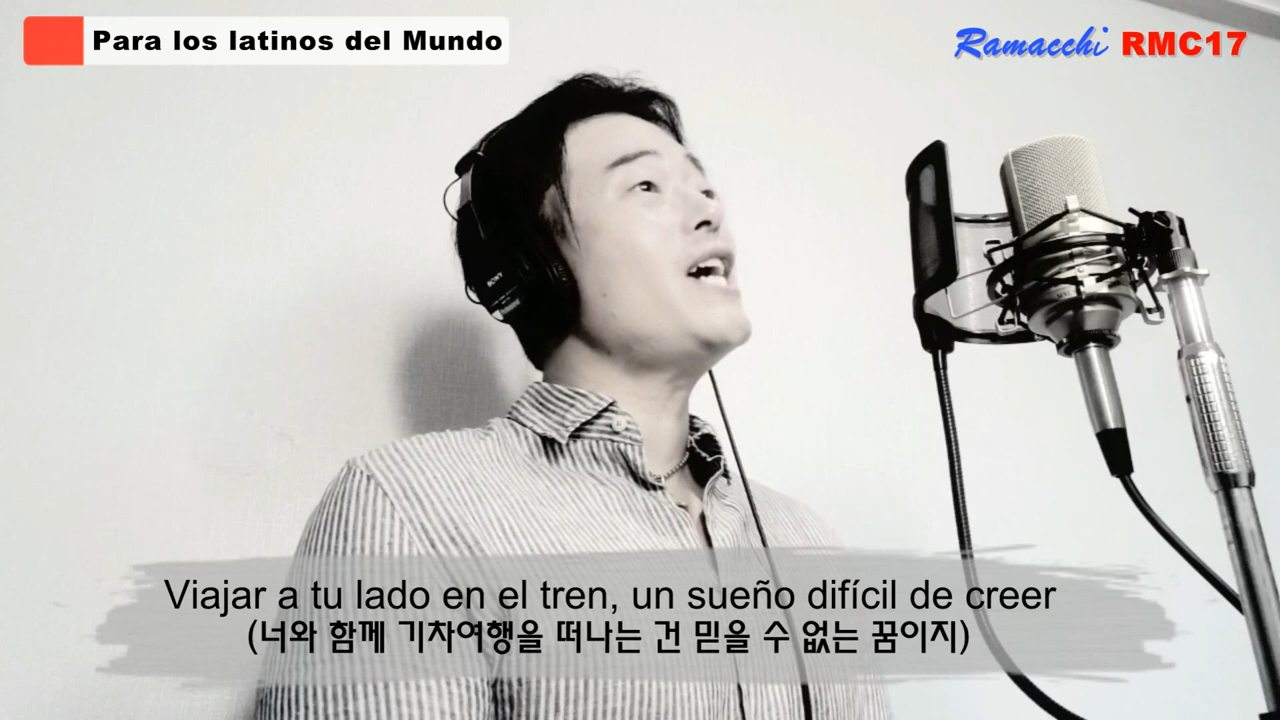 Para los latinos del Mundo
Ramacchi RMC17
SONY
Viajar a tu lado en el tren, un sueño difícil de creer
(너와 함께 기차여행을 떠나는 건 믿을 수 없는 꿈이지)